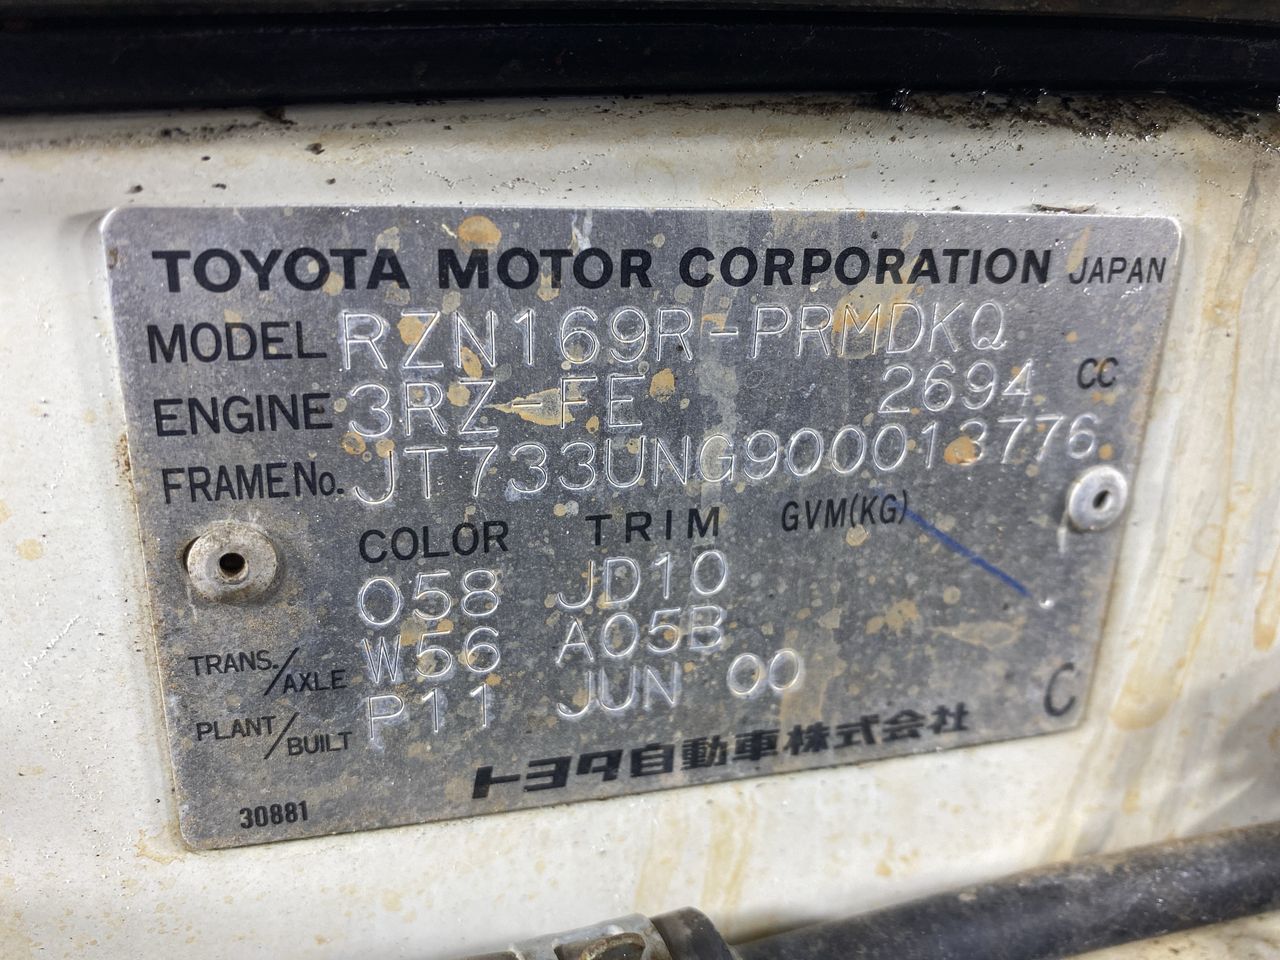 TOYOTA MOTOR CORPORATION JAPAN
MODEL RZN169R-PRMDKQ
ENGINE 3RZ-FE 2694 CC
FRAME No. JT733UNG900013776
COLOR TRIM GVM(KG)
058 JD10
TRANS./AXLE W56 A05B
PLANT/BUILT P11 JUN 00 C
トヨタ自動車株式会社
30881